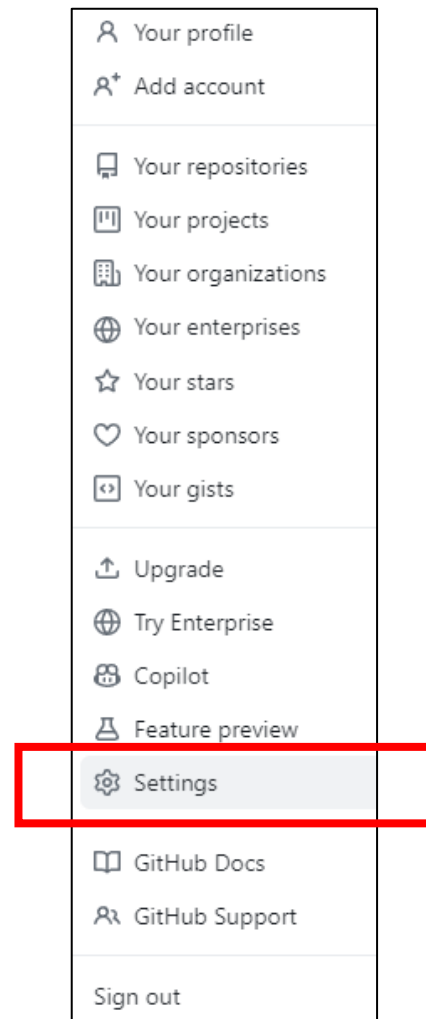 Your profile
Add account
Your repositories
Your projects
Your organizations
Your enterprises
Your stars
Your sponsors
Your gists
Upgrade
Try Enterprise
Copilot
Feature preview
Settings
GitHub Docs
GitHub Support
Sign out